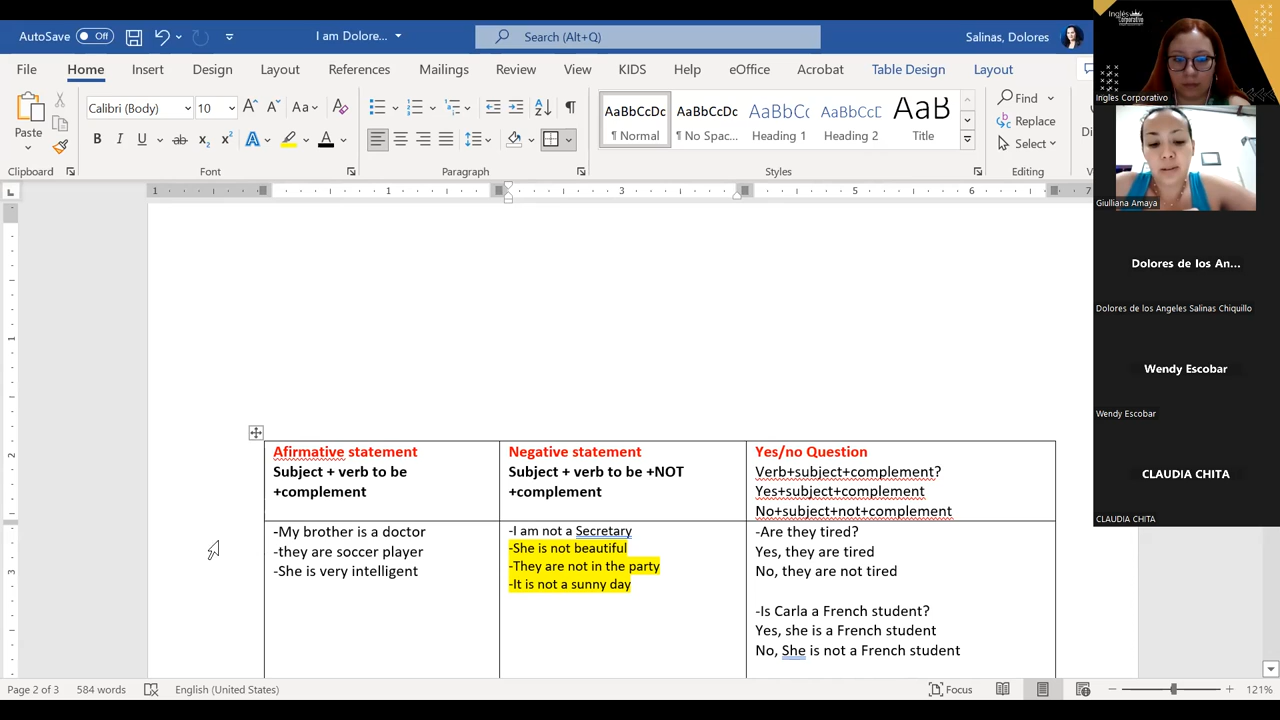 AutoSave Off
I am Dolore...
Search (Alt+Q)
Salinas, Dolores
File Home Insert Design Layout References Mailings Review View KIDS Help eOffice Acrobat Table Design Layout
Paste
Clipboard
Calibri (Body) 10
Font
Paragraph
AaBbCcDc AaBbCcDc AaBbCc AaBbCcD AaB
¶ Normal ¶ No Spac... Heading 1 Heading 2 Title
Styles
Find
Replace
Select
Editing
Afirmative statement
Subject + verb to be
+complement
Negative statement
Subject + verb to be +NOT
+complement
Yes/no Question
Verb+subject+complement?
Yes+subject+complement
No+subject+not+complement
-My brother is a doctor
-they are soccer player
-She is very intelligent
-I am not a Secretary
-She is not beautiful
-They are not in the party
-It is not a sunny day
-Are they tired?
Yes, they are tired
No, they are not tired
-Is Carla a French student?
Yes, she is a French student
No, She is not a French student
Page 2 of 3 584 words English (United States) Focus 121%
Inglés
Corporativo
Ingles Corporativo
Giulliana Amaya
Dolores de los An...
Dolores de los Angeles Salinas Chiquillo
Wendy Escobar
Wendy Escobar
CLAUDIA CHITA
CLAUDIA CHITA